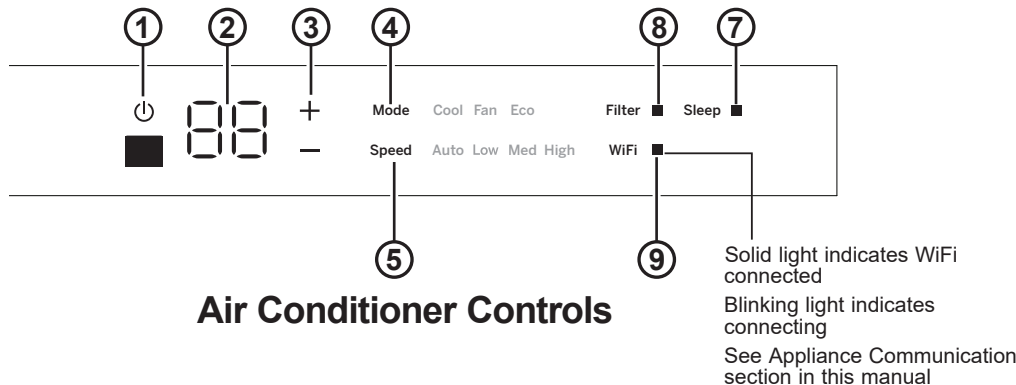 1 2 3 4 8 7
88 + Mode Cool Fan Eco Filter Sleep
− Speed Auto Low Med High WiFi
5 9
Air Conditioner Controls
Solid light indicates WiFi
connected
Blinking light indicates
connecting
See Appliance Communication
section in this manual